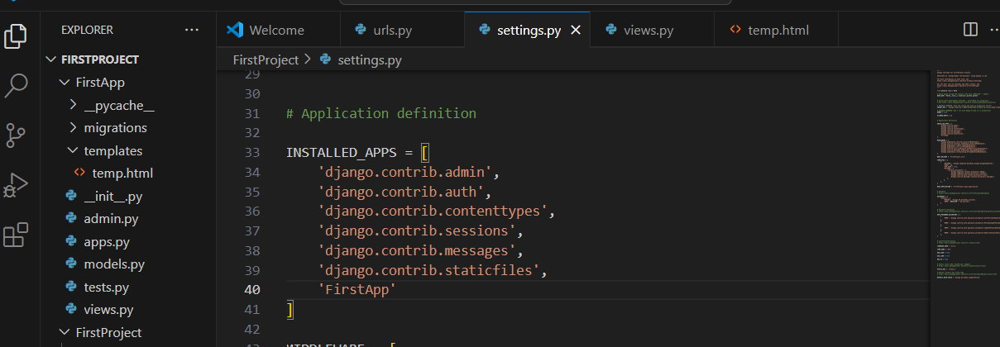 EXPLORER
FIRSTPROJECT
FirstApp
__pycache__
migrations
templates
temp.html
__init__.py
admin.py
apps.py
models.py
tests.py
views.py
FirstProject
Welcome
urls.py
settings.py
views.py
temp.html
FirstProject > settings.py
29
30
31 # Application definition
32
33 INSTALLED_APPS = [
34 'django.contrib.admin',
35 'django.contrib.auth',
36 'django.contrib.contenttypes',
37 'django.contrib.sessions',
38 'django.contrib.messages',
39 'django.contrib.staticfiles',
40 'FirstApp'
41 ]
42
43 MIDDLEWARE = [